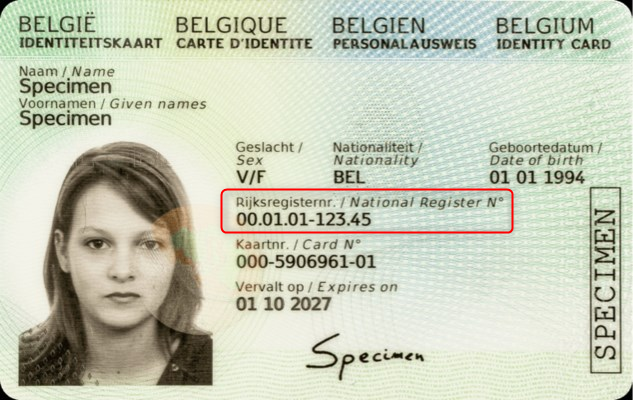 BELGIË BELGIQUE BELGIEN BELGIUM
IDENTITEITSKAART CARTE D'IDENTITE PERSONALAUSWEIS IDENTITY CARD
Naam / Name
Specimen
Voornamen / Given names
Specimen
Geslacht / Nationaliteit / Geboortedatum /
Sex Nationality Date of birth
V/F BEL 01 01 1994
Rijksregisternr. / National Register N°
00.01.01-123.45
Kaartnr. / Card N°
000-5906961-01
Vervalt op / Expires on
01 10 2027
Specimen
SPECIMEN